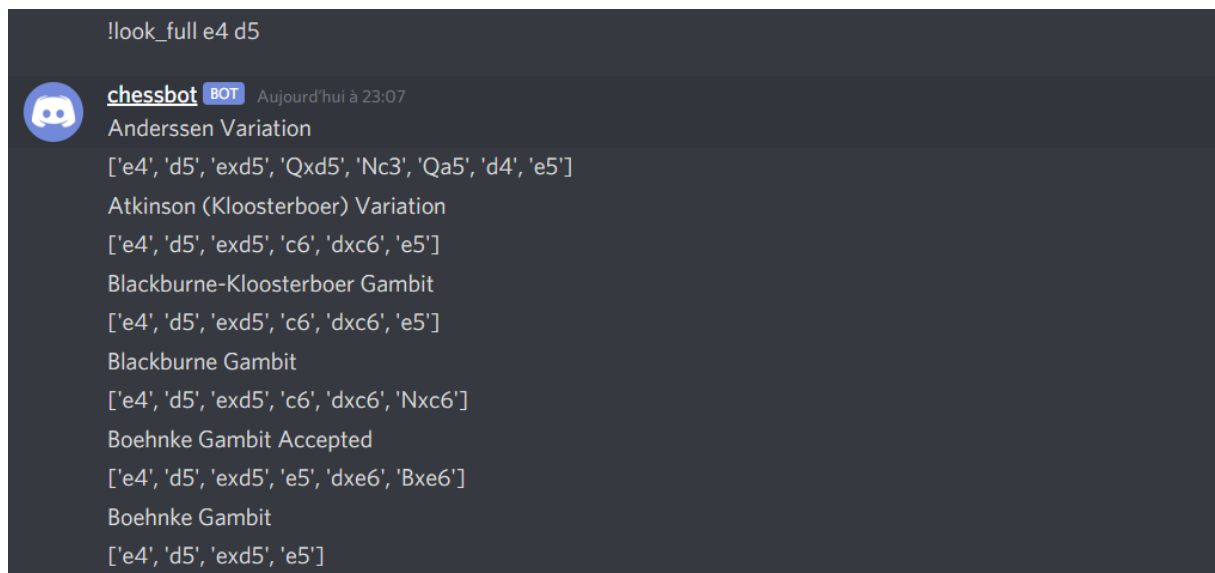 !look_full e4 d5
chessbot BOT Aujourd'hui à 23:07
Anderssen Variation
['e4', 'd5', 'exd5', 'Qxd5', 'Nc3', 'Qa5', 'd4', 'e5']
Atkinson (Kloosterboer) Variation
['e4', 'd5', 'exd5', 'c6', 'dxc6', 'e5']
Blackburne-Kloosterboer Gambit
['e4', 'd5', 'exd5', 'c6', 'dxc6', 'e5']
Blackburne Gambit
['e4', 'd5', 'exd5', 'c6', 'dxc6', 'Nxc6']
Boehnke Gambit Accepted
['e4', 'd5', 'exd5', 'e5', 'dxe6', 'Bxe6']
Boehnke Gambit
['e4', 'd5', 'exd5', 'e5']